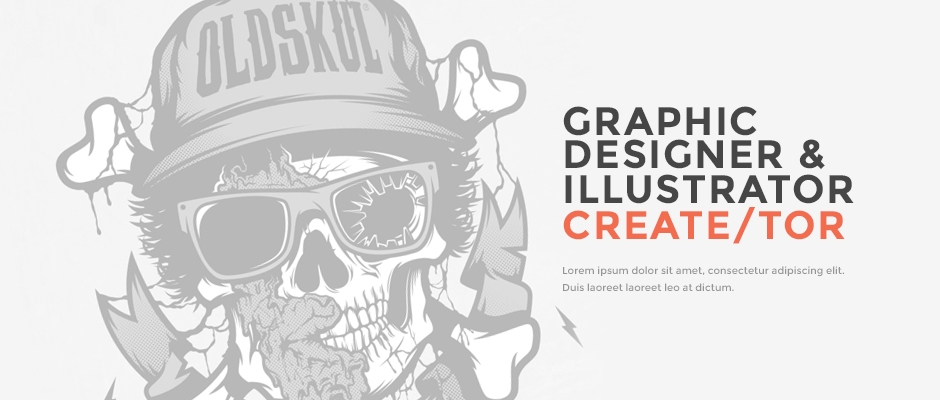 OLDSKUL
GRAPHIC
DESIGNER &
ILLUSTRATOR
CREATE/TOR
Lorem ipsum dolor sit amet, consectetur adipiscing elit.
Duis laoreet laoreet leo at dictum.